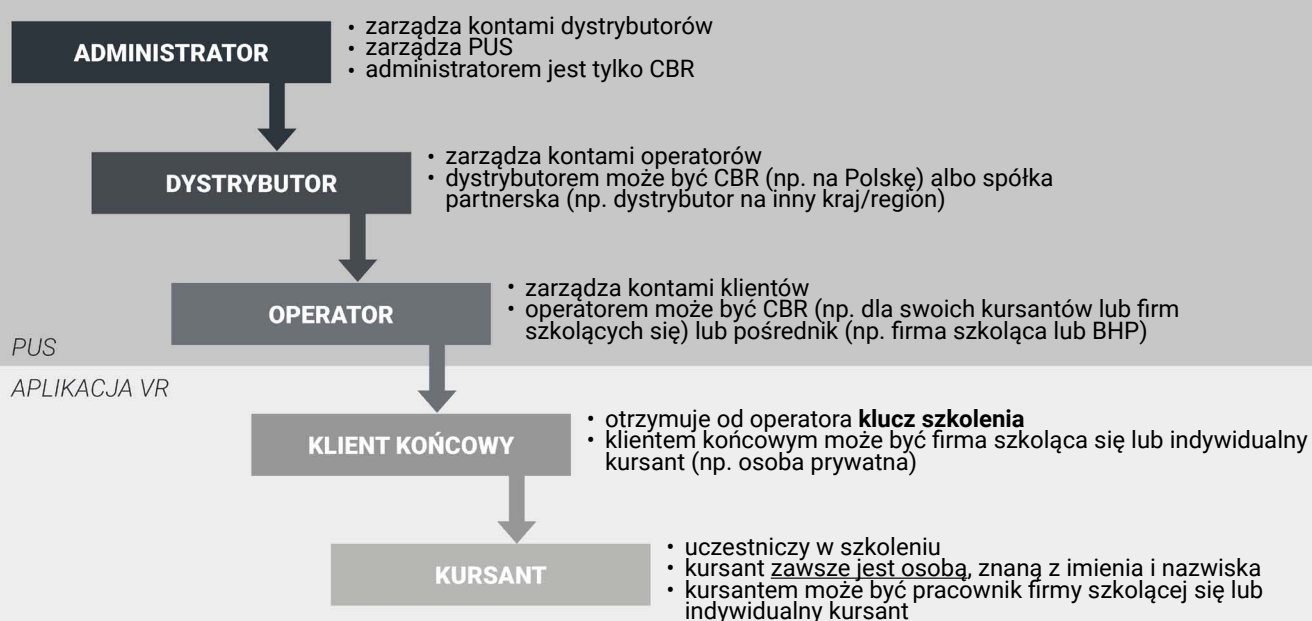 ADMINISTRATOR
• zarządza kontami dystrybutorów
• zarządza PUS
• administratorem jest tylko CBR
DYSTRYBUTOR
• zarządza kontami operatorów
• dystrybutorem może być CBR (np. na Polskę) albo spółka
partnerska (np. dystrybutor na inny kraj/region)
OPERATOR
• zarządza kontami klientów
• operatorem może być CBR (np. dla swoich kursantów lub firm
szkolących się) lub pośrednik (np. firma szkoląca lub BHP)
PUS
APLIKACJA VR
KLIENT KOŃCOWY
• otrzymuje od operatora klucz szkolenia
• klientem końcowym może być firma szkoląca się lub indywidualny
kursant (np. osoba prywatna)
KURSANT
• uczestniczy w szkoleniu
• kursant zawsze jest osobą, znaną z imienia i nazwiska
• kursantem może być pracownik firmy szkolącej się lub
indywidualny kursant